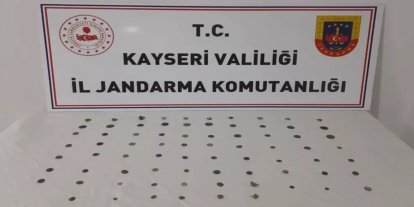 T.C.
KAYSERİ VALİLİĞİ
İL JANDARMA KOMUTANLIĞI